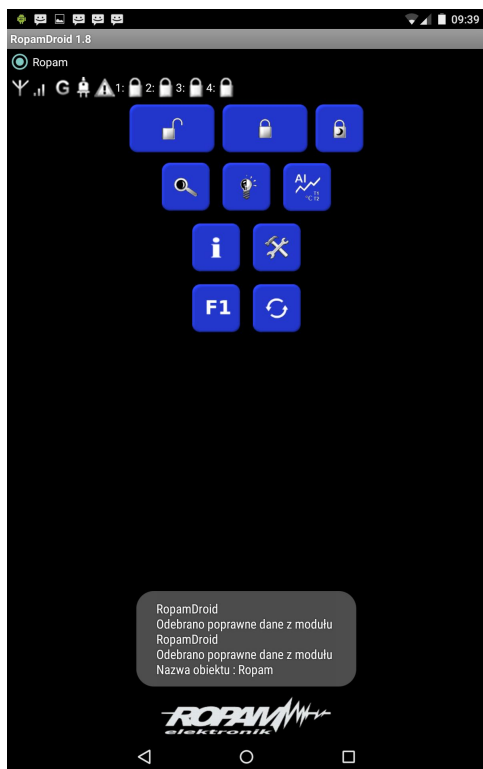 09:39
RopamDroid 1.8
Ropam
G 1: 2: 3: 4:
AI
°C T1
T2
i
F1
RopamDroid
Odebrano poprawne dane z modułu
RopamDroid
Odebrano poprawne dane z modułu
Nazwa obiektu : Ropam
ROPAM
elektronik